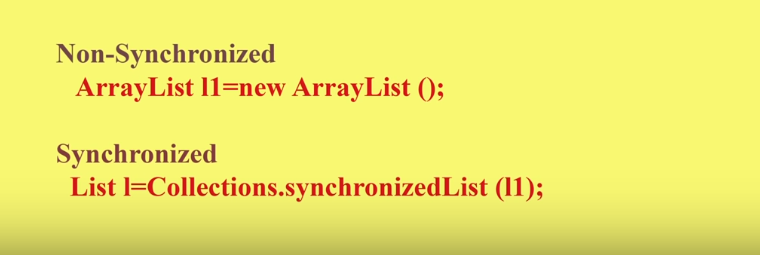 Non-Synchronized
ArrayList l1=new ArrayList ();
Synchronized
List l=Collections.synchronizedList (l1);